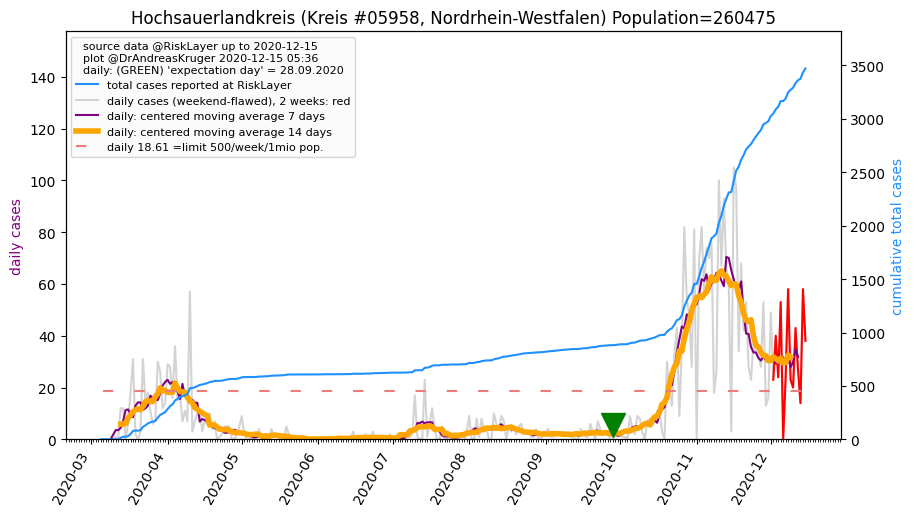 Hochsauerlandkreis (Kreis #05958, Nordrhein-Westfalen) Population=260475
source data @RiskLayer up to 2020-12-15
plot @DrAndreasKruger 2020-12-15 05:36
daily: (GREEN) 'expectation day' = 28.09.2020
total cases reported at RiskLayer
daily cases (weekend-flawed), 2 weeks: red
daily: centered moving average 7 days
daily: centered moving average 14 days
daily 18.61 =limit 500/week/1mio pop.
daily cases
140
120
100
80
60
40
20
0
3500
3000
2500
2000
1500
1000
500
0
cumulative total cases
2020-03
2020-04
2020-05
2020-06
2020-07
2020-08
2020-09
2020-10
2020-11
2020-12